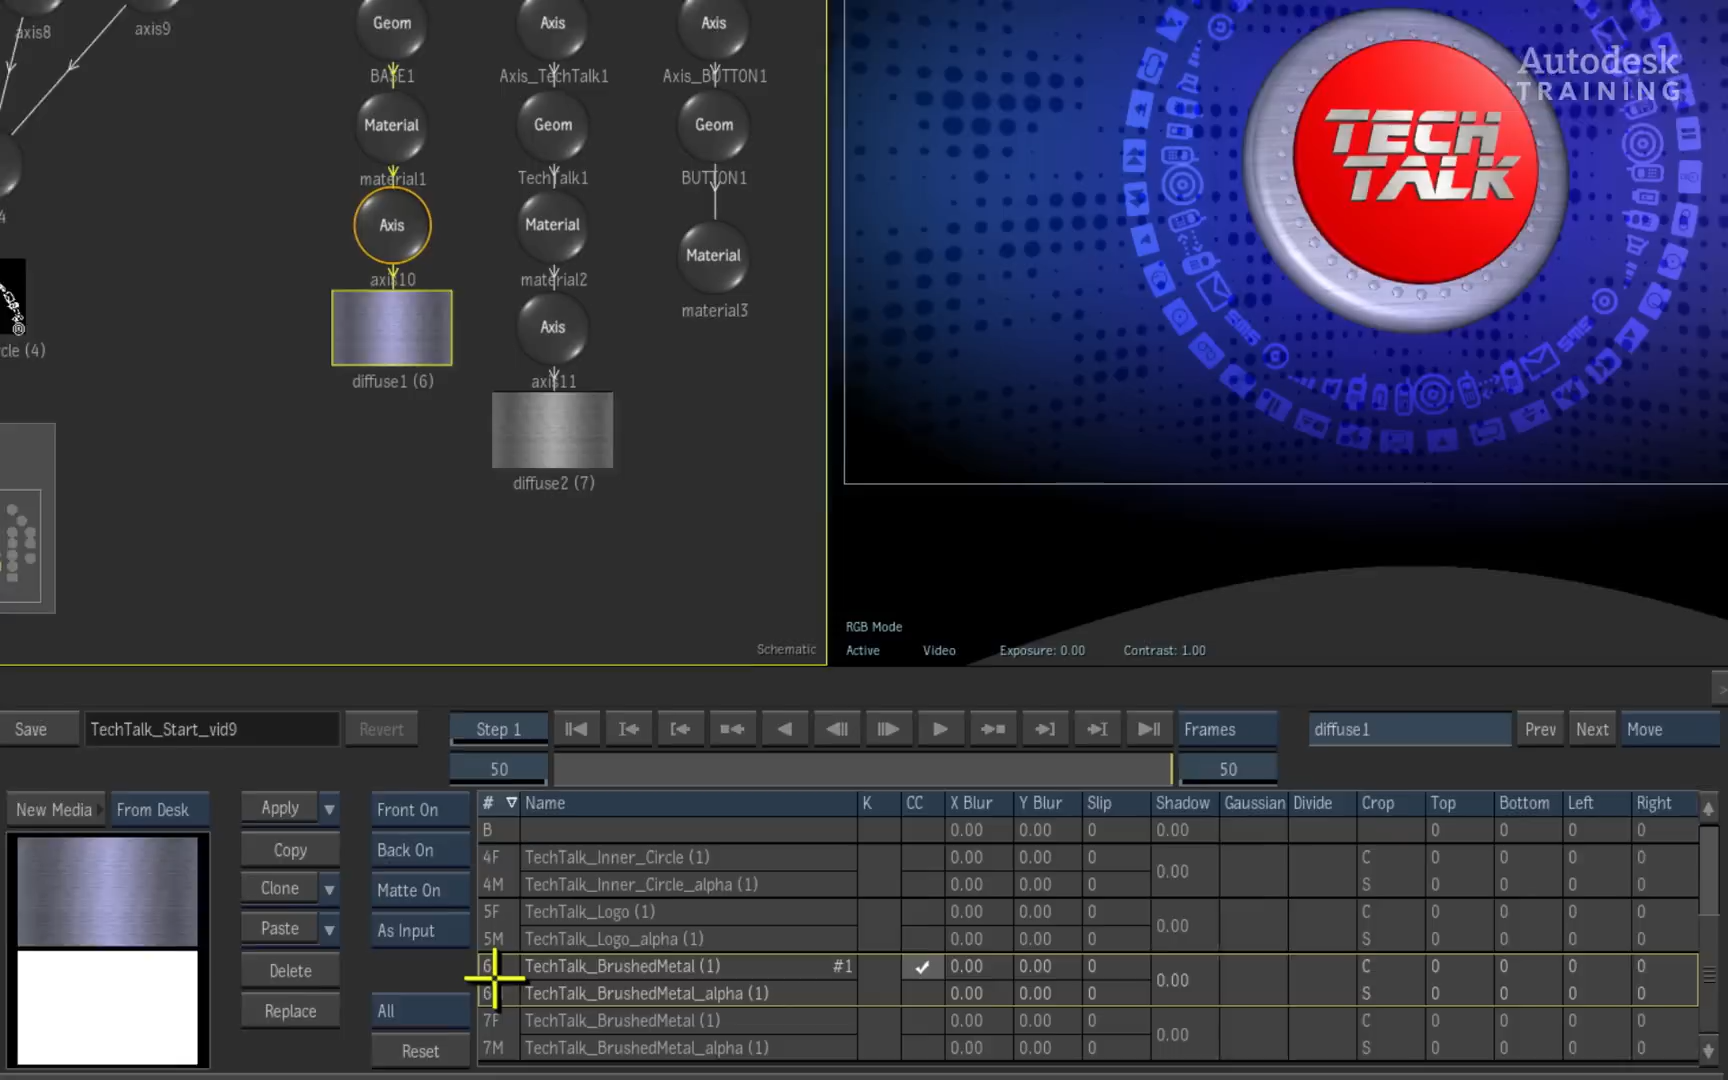 axis8
axis9
Geom
Axis
Axis
BASE1
Axis_TechTalk1
Axis_BUTTON1
Material
Geom
Geom
material1
TechTalk1
BUTTON1
Axis
Material
Material
4
axis10
material2
material3
Axis
rcle (4)
diffuse1 (6)
axis11
diffuse2 (7)
Schematic
Autodesk
TRAINING
TECH
TALK
SMS
SMS
RGB Mode
Active Video Exposure: 0.00 Contrast: 1.00
Save TechTalk_Start_vid9 Revert Step 1 Frames diffuse1 Prev Next Move
50 50
New Media From Desk Apply Front On
Copy Back On
Clone Matte On
Paste As Input
Delete
Replace All
Reset
# Name K CC X Blur Y Blur Slip Shadow Gaussian Divide Crop Top Bottom Left Right
B 0.00 0.00 0 0.00 0 0 0 0
4F TechTalk_Inner_Circle (1) 0.00 0.00 0 C 0 0 0 0
0.00
4M TechTalk_Inner_Circle_alpha (1) 0.00 0.00 0 S 0 0 0 0
5F TechTalk_Logo (1) 0.00 0.00 0 C 0 0 0 0
0.00
5M TechTalk_Logo_alpha (1) 0.00 0.00 0 S 0 0 0 0
6 TechTalk_BrushedMetal (1) #1 0.00 0.00 0 C 0 0 0 0
0.00
6 TechTalk_BrushedMetal_alpha (1) 0.00 0.00 0 S 0 0 0 0
7F TechTalk_BrushedMetal (1) 0.00 0.00 0 C 0 0 0 0
0.00
7M TechTalk_BrushedMetal_alpha (1) 0.00 0.00 0 S 0 0 0 0